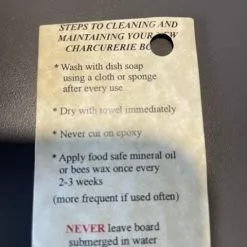 STEPS TO CLEANING AND
MAINTAINING YOUR NEW
CHARCURERIE BO
* Wash with dish soap
using a cloth or sponge
after every use
* Dry with towel immediately
* Never cut on epoxy
* Apply food safe mineral oil
or bees wax once every
2-3 weeks
(more frequent if used often)
NEVER leave board
submerged in water